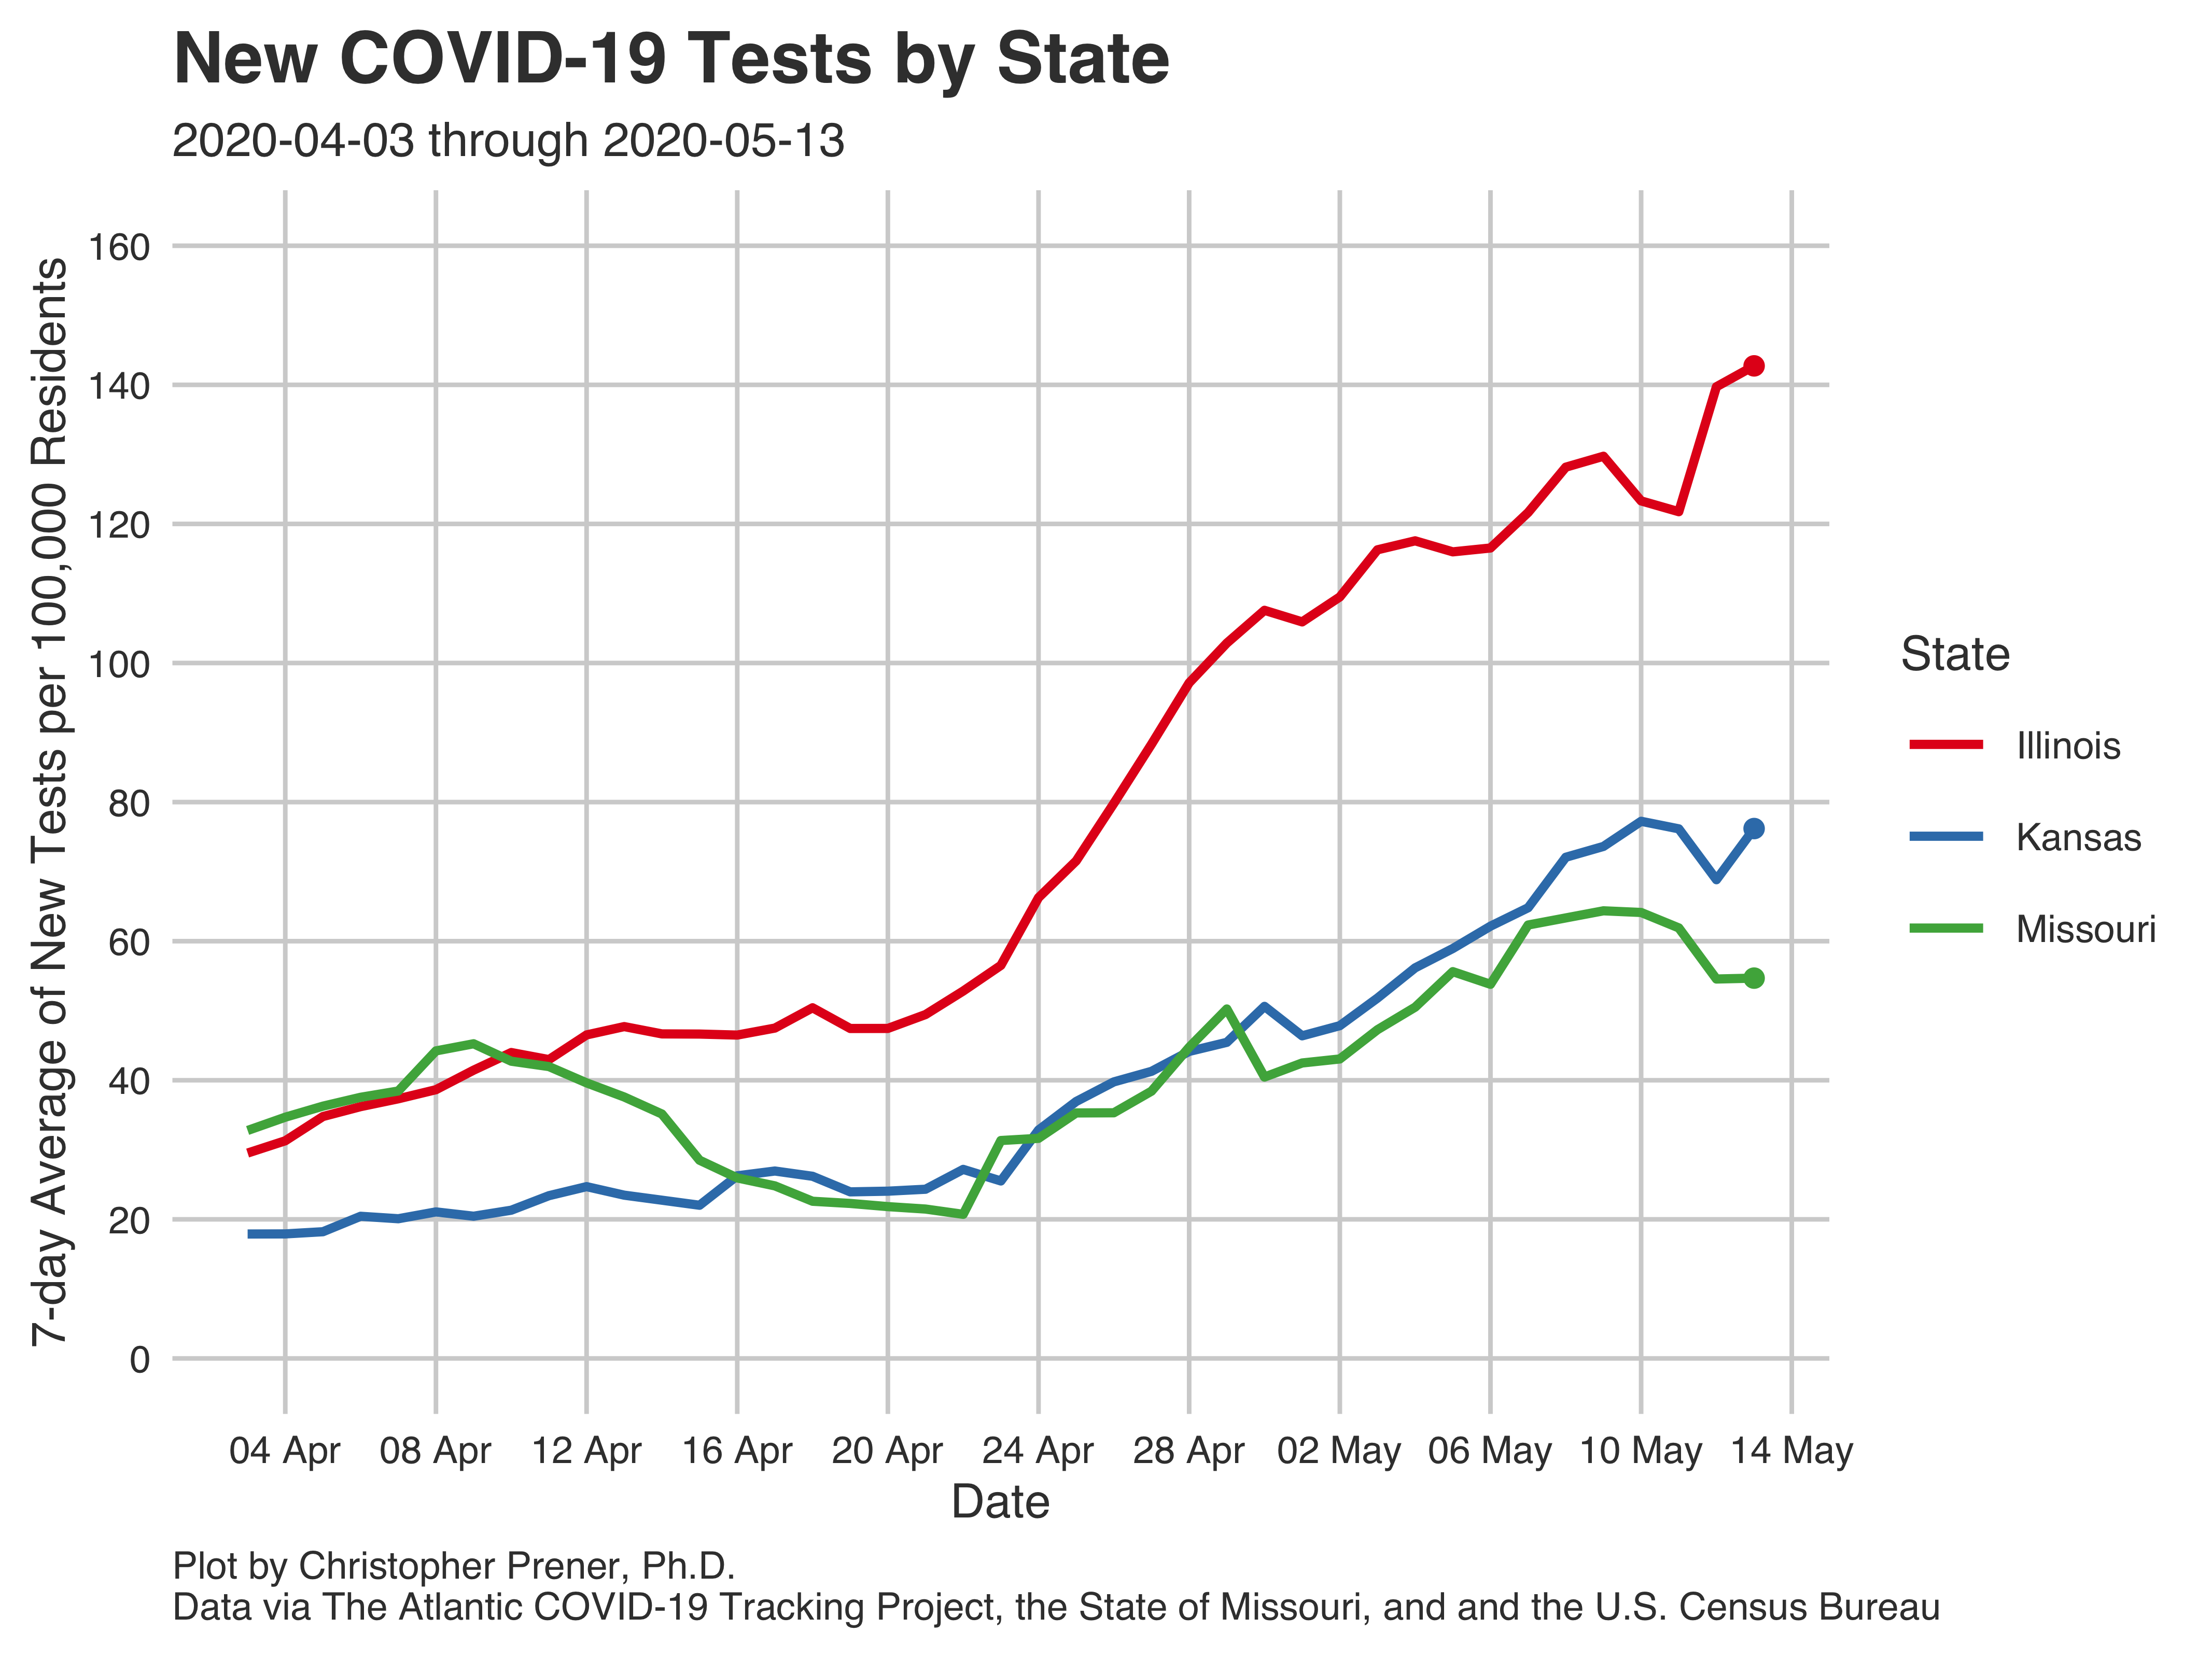 New COVID-19 Tests by State
2020-04-03 through 2020-05-13
7-day Average of New Tests per 100,000 Residents
160
140
120
100
80
60
40
20
0
State
Illinois
Kansas
Missouri
04 Apr 08 Apr 12 Apr 16 Apr 20 Apr 24 Apr 28 Apr 02 May 06 May 10 May 14 May
Date
Plot by Christopher Prener, Ph.D.
Data via The Atlantic COVID-19 Tracking Project, the State of Missouri, and and the U.S. Census Bureau